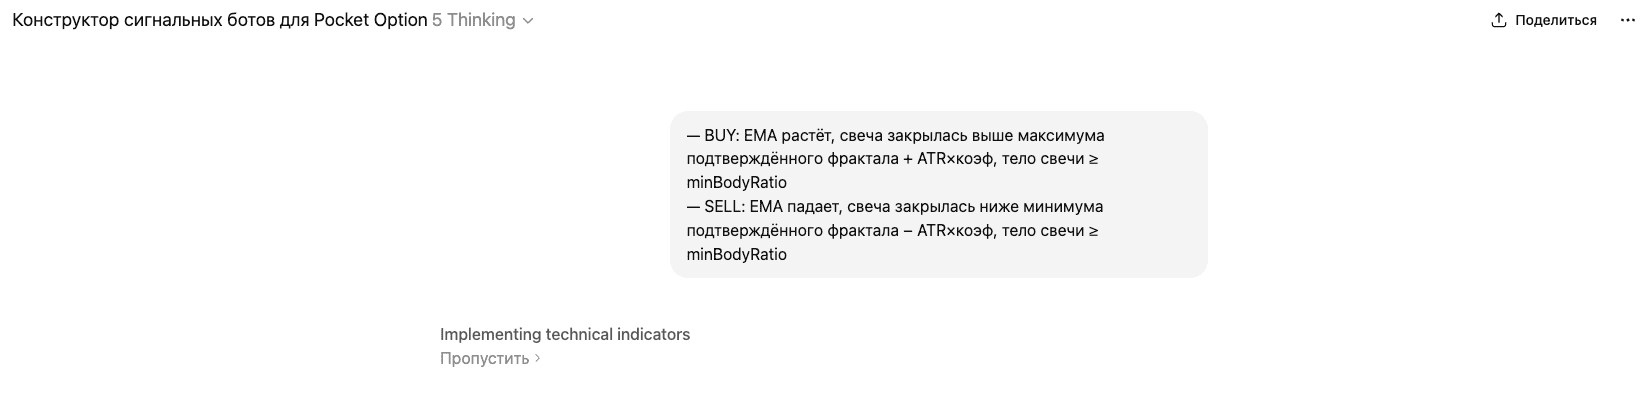 Конструктор сигнальных ботов для Pocket Option 5 Thinking
Поделиться
— BUY: EMA растёт, свеча закрылась выше максимума
подтверждённого фрактала + ATR×коэф, тело свечи ≥
minBodyRatio
— SELL: EMA падает, свеча закрылась ниже минимума
подтверждённого фрактала − ATR×коэф, тело свечи ≥
minBodyRatio
Implementing technical indicators
Пропустить